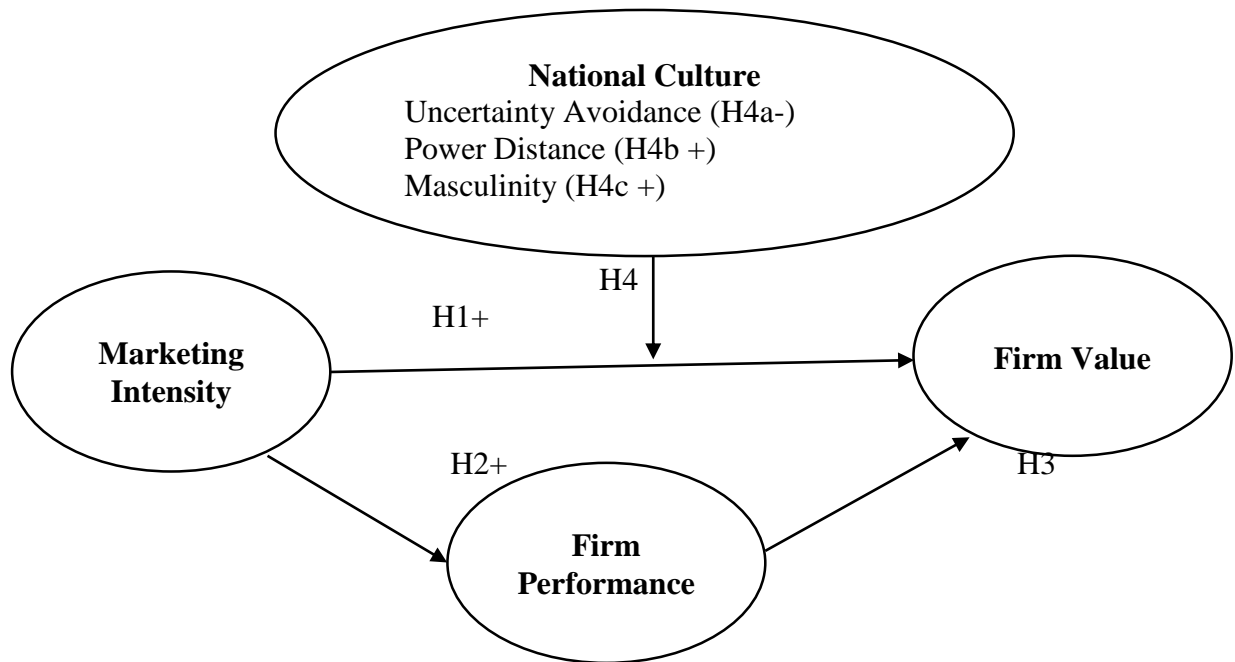 National Culture
Uncertainty Avoidance (H4a-)
Power Distance (H4b +)
Masculinity (H4c +)
H4
H1+
Marketing
Intensity
Firm Value
H2+
H3
Firm
Performance